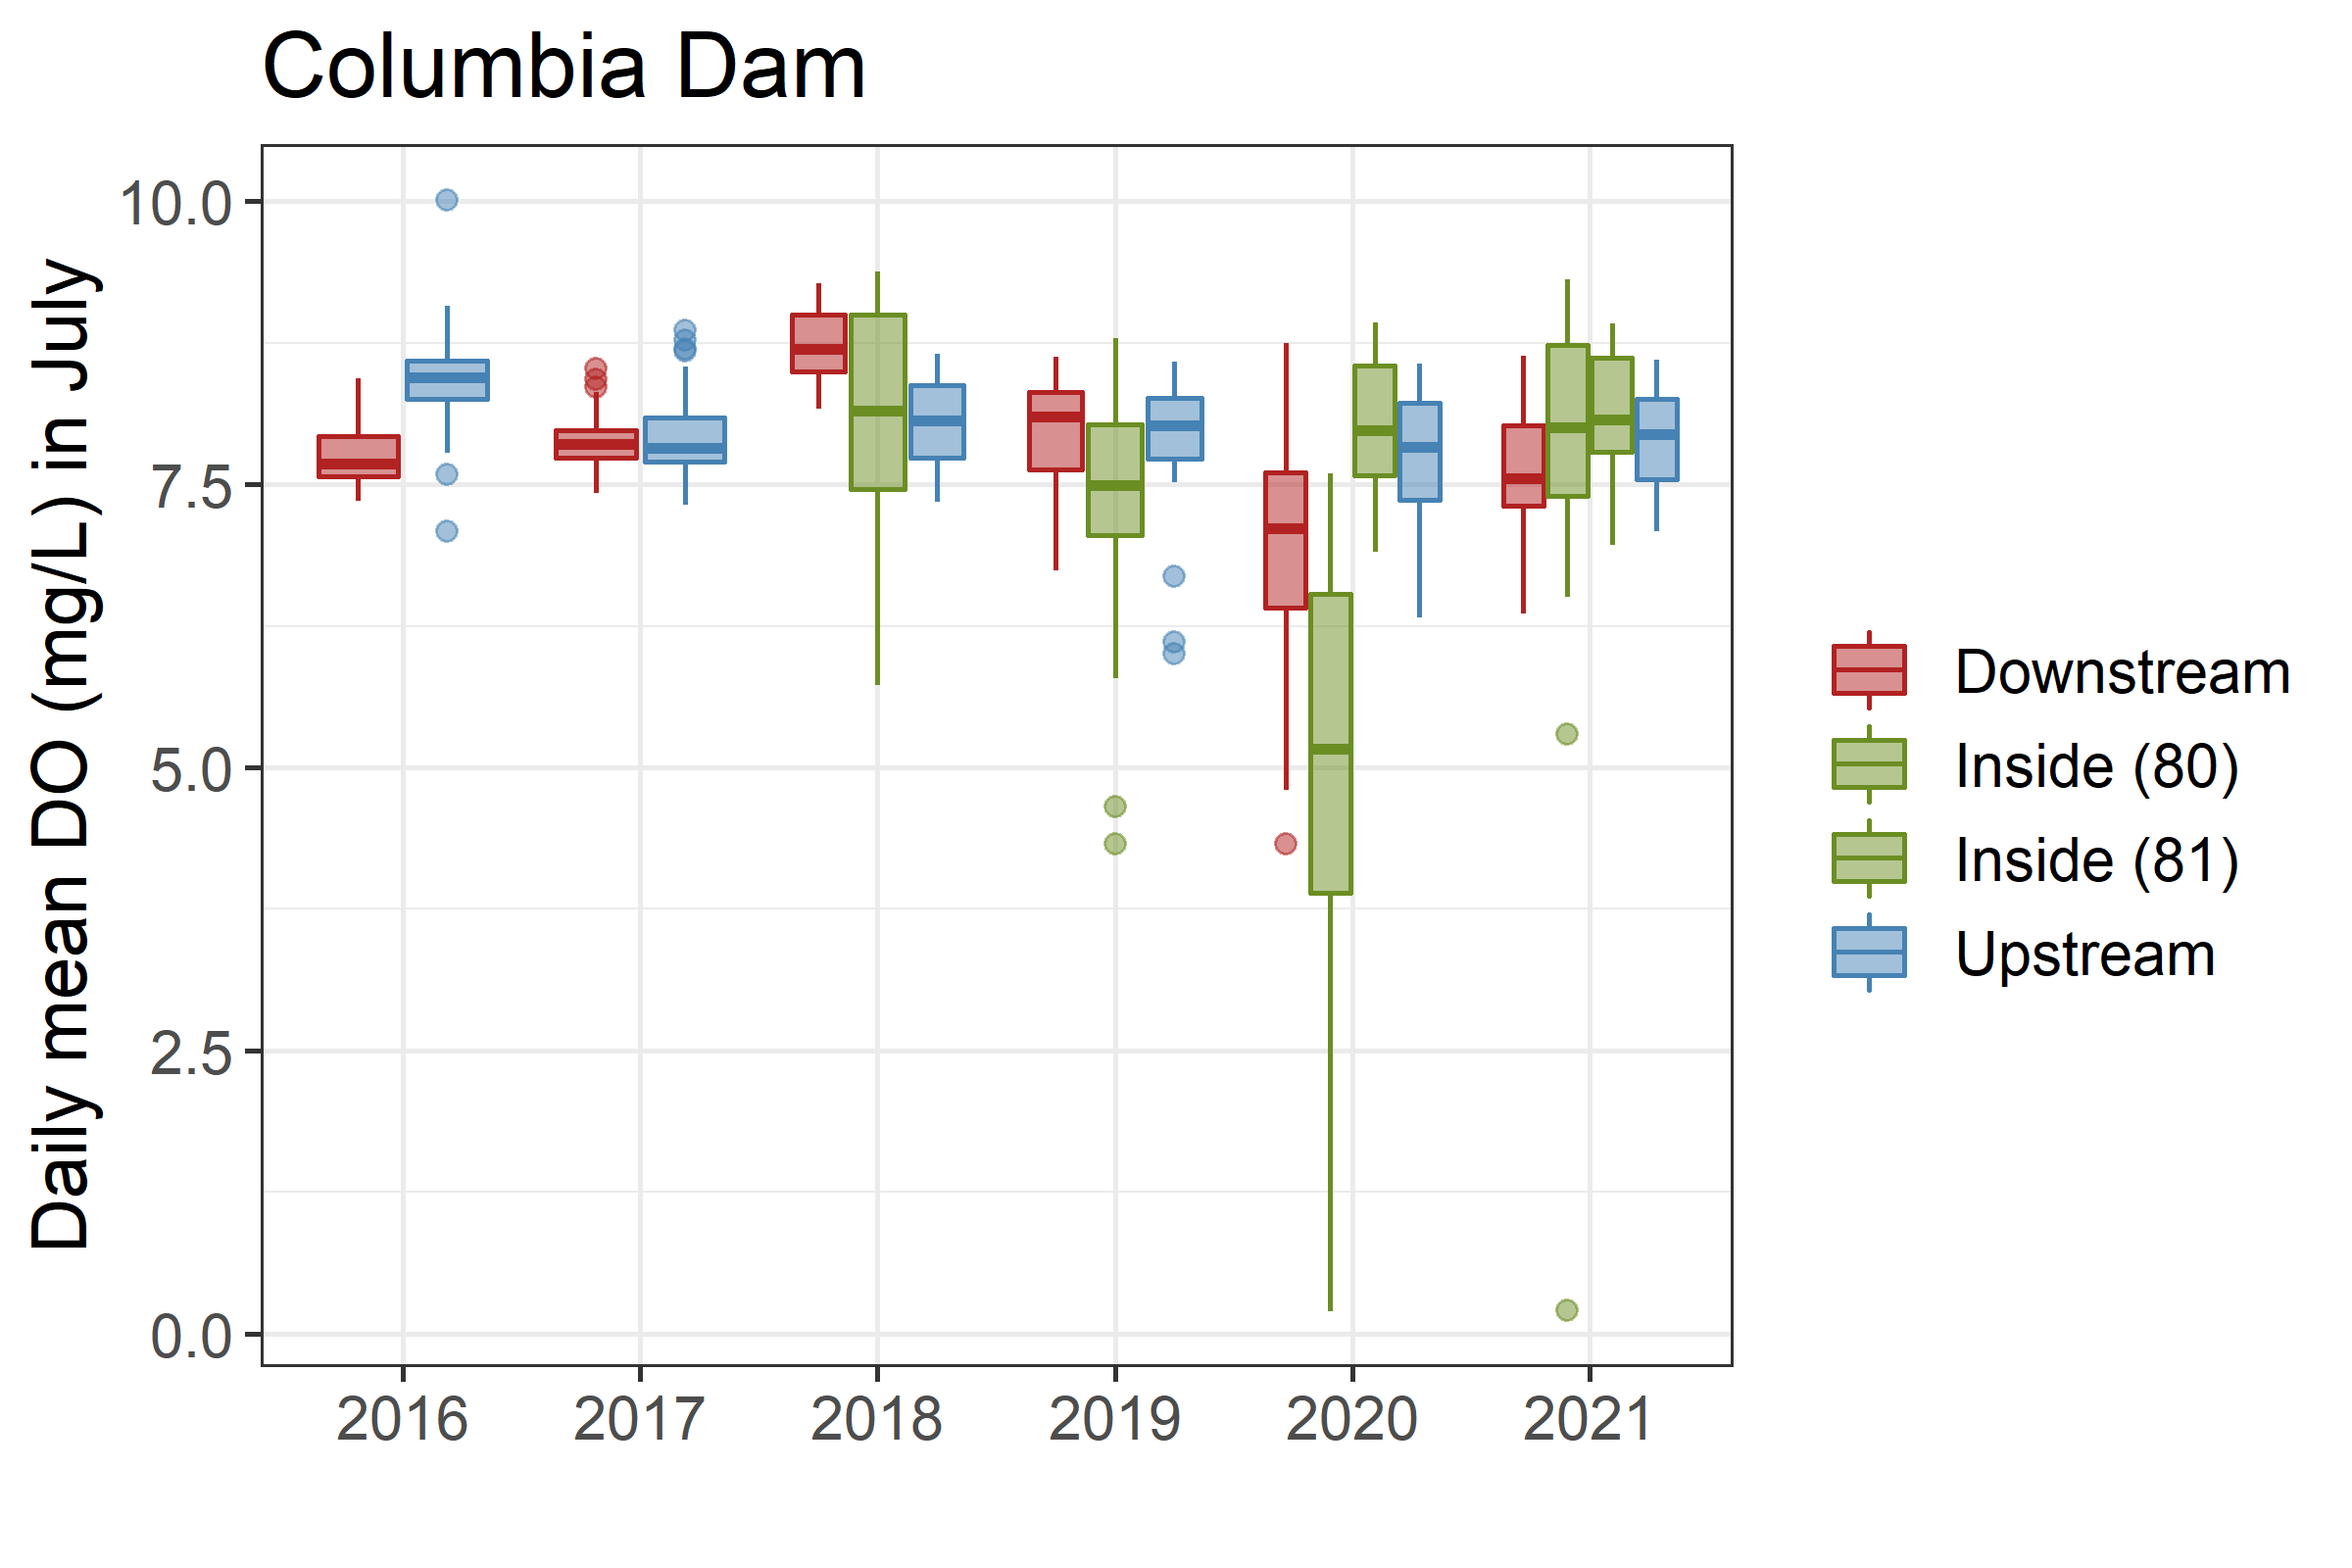 Columbia Dam
Daily mean DO (mg/L) in July
10.0
7.5
5.0
2.5
0.0
2016 2017 2018 2019 2020 2021
Downstream
Inside (80)
Inside (81)
Upstream